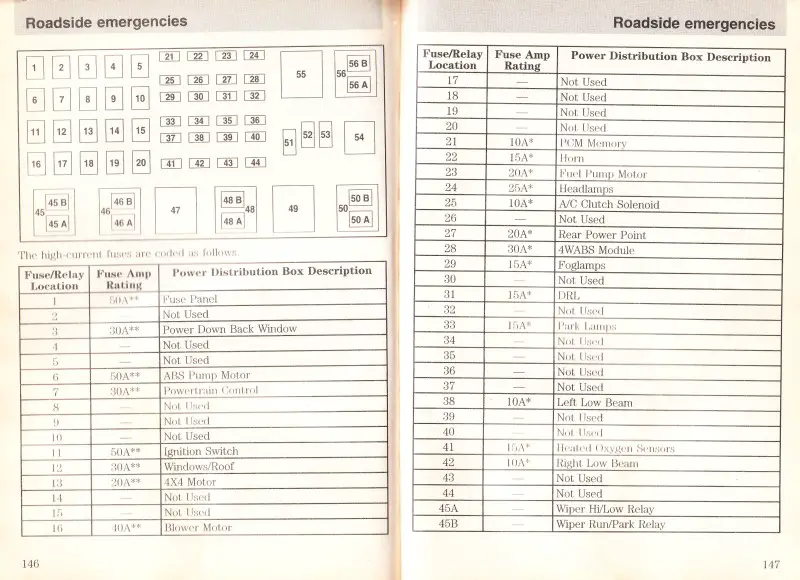 Roadside emergencies
1 2 3 4 5 21 22 23 24 55 56 56 B
56 A
25 26 27 28
6 7 8 9 10 29 30 31 32
11 12 13 14 15 33 34 35 36
37 38 39 40 51 52 53 54
16 17 18 19 20 41 42 43 44
45 45 B 46 46 B 47 48 B 48 49 50 50 B
45 A 46 A 48 A 50 A
The high-current fuses are coded as follows.
Fuse/Relay Location Fuse Amp Rating Power Distribution Box Description
1 50A** Fuse Panel
2 — Not Used
3 30A** Power Down Back Window
4 — Not Used
5 — Not Used
6 50A** ABS Pump Motor
7 30A** Powertrain Control
8 — Not Used
9 — Not Used
10 — Not Used
11 50A** Ignition Switch
12 30A** Windows/Roof
13 20A** 4X4 Motor
14 — Not Used
15 — Not Used
16 40A** Blower Motor
146
Roadside emergencies
Fuse/Relay Location Fuse Amp Rating Power Distribution Box Description
17 — Not Used
18 — Not Used
19 — Not Used
20 — Not Used
21 10A* PCM Memory
22 15A* Horn
23 20A* Fuel Pump Motor
24 25A* Headlamps
25 10A* A/C Clutch Solenoid
26 — Not Used
27 20A* Rear Power Point
28 30A* 4WABS Module
29 15A* Foglamps
30 — Not Used
31 15A* DRL
32 — Not Used
33 15A* Park Lamps
34 — Not Used
35 — Not Used
36 — Not Used
37 — Not Used
38 10A* Left Low Beam
39 — Not Used
40 — Not Used
41 15A* Heated Oxygen Sensors
42 10A* Right Low Beam
43 — Not Used
44 — Not Used
45A — Wiper Hi/Low Relay
45B — Wiper Run/Park Relay
147